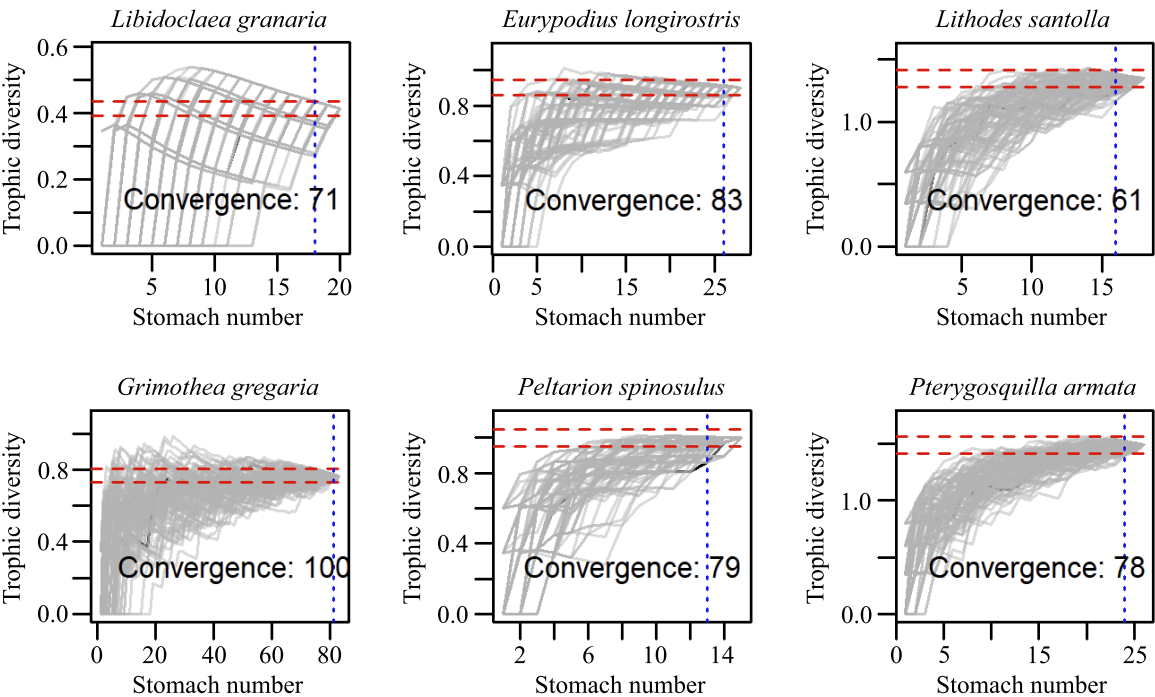 Libidoclaea granaria
Eurypodius longirostris
Lithodes santolla
Trophic diversity
0.6
0.4
0.2
0.0
Convergence: 71
5 10 15 20
Stomach number
Trophic diversity
0.8
0.4
0.0
Convergence: 83
0 5 15 25
Stomach number
Trophic diversity
1.0
0.0
Convergence: 61
5 10 15
Stomach number
Grimothea gregaria
Peltarion spinosulus
Pterygosquilla armata
Trophic diversity
0.8
0.4
0.0
Convergence: 100
0 20 40 60 80
Stomach number
Trophic diversity
0.8
0.4
0.0
Convergence: 79
2 6 10 14
Stomach number
Trophic diversity
1.0
0.0
Convergence: 78
0 5 15 25
Stomach number